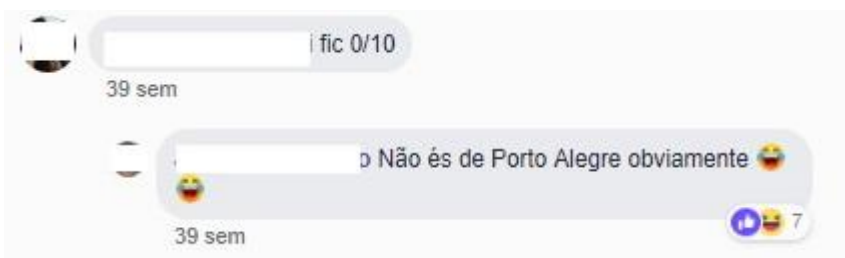 fic 0/10
39 sem
Não és de Porto Alegre obviamente 😂
😂
7
39 sem